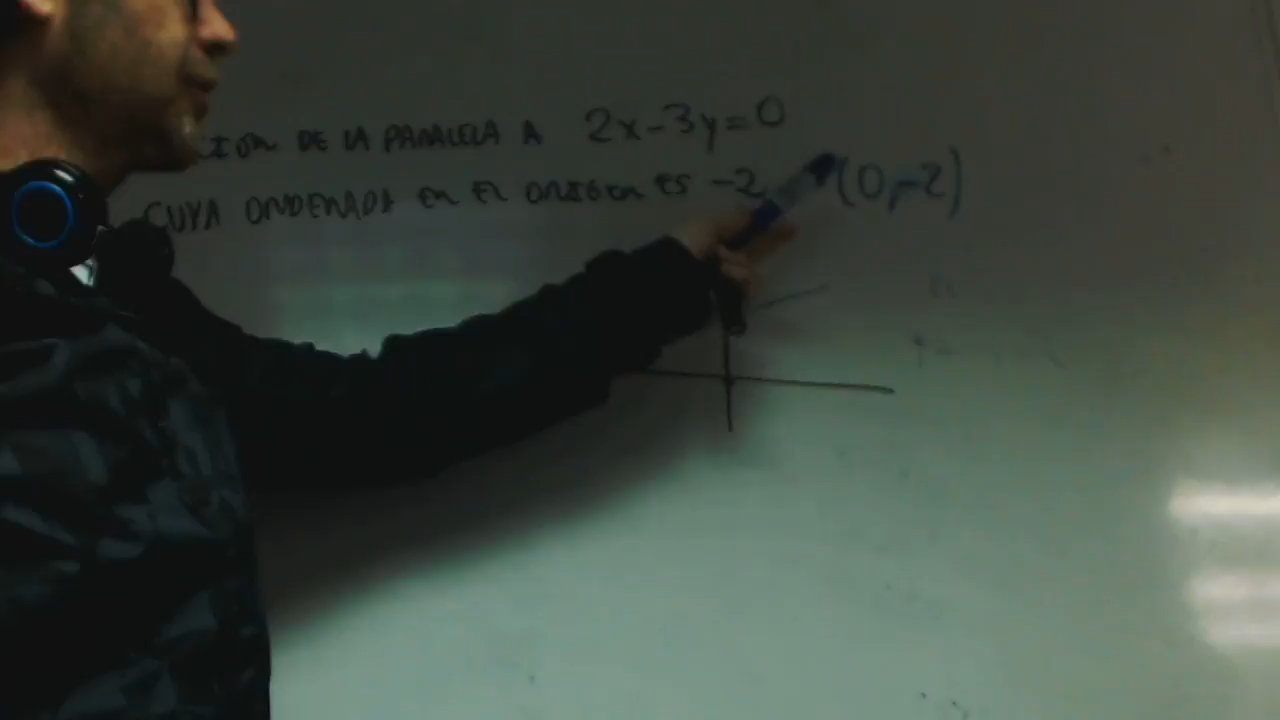 DE LA PARALELA A 2x-3y=0
CUYA ORDENADA EN EL ORIGEN ES -2 (0,-2)